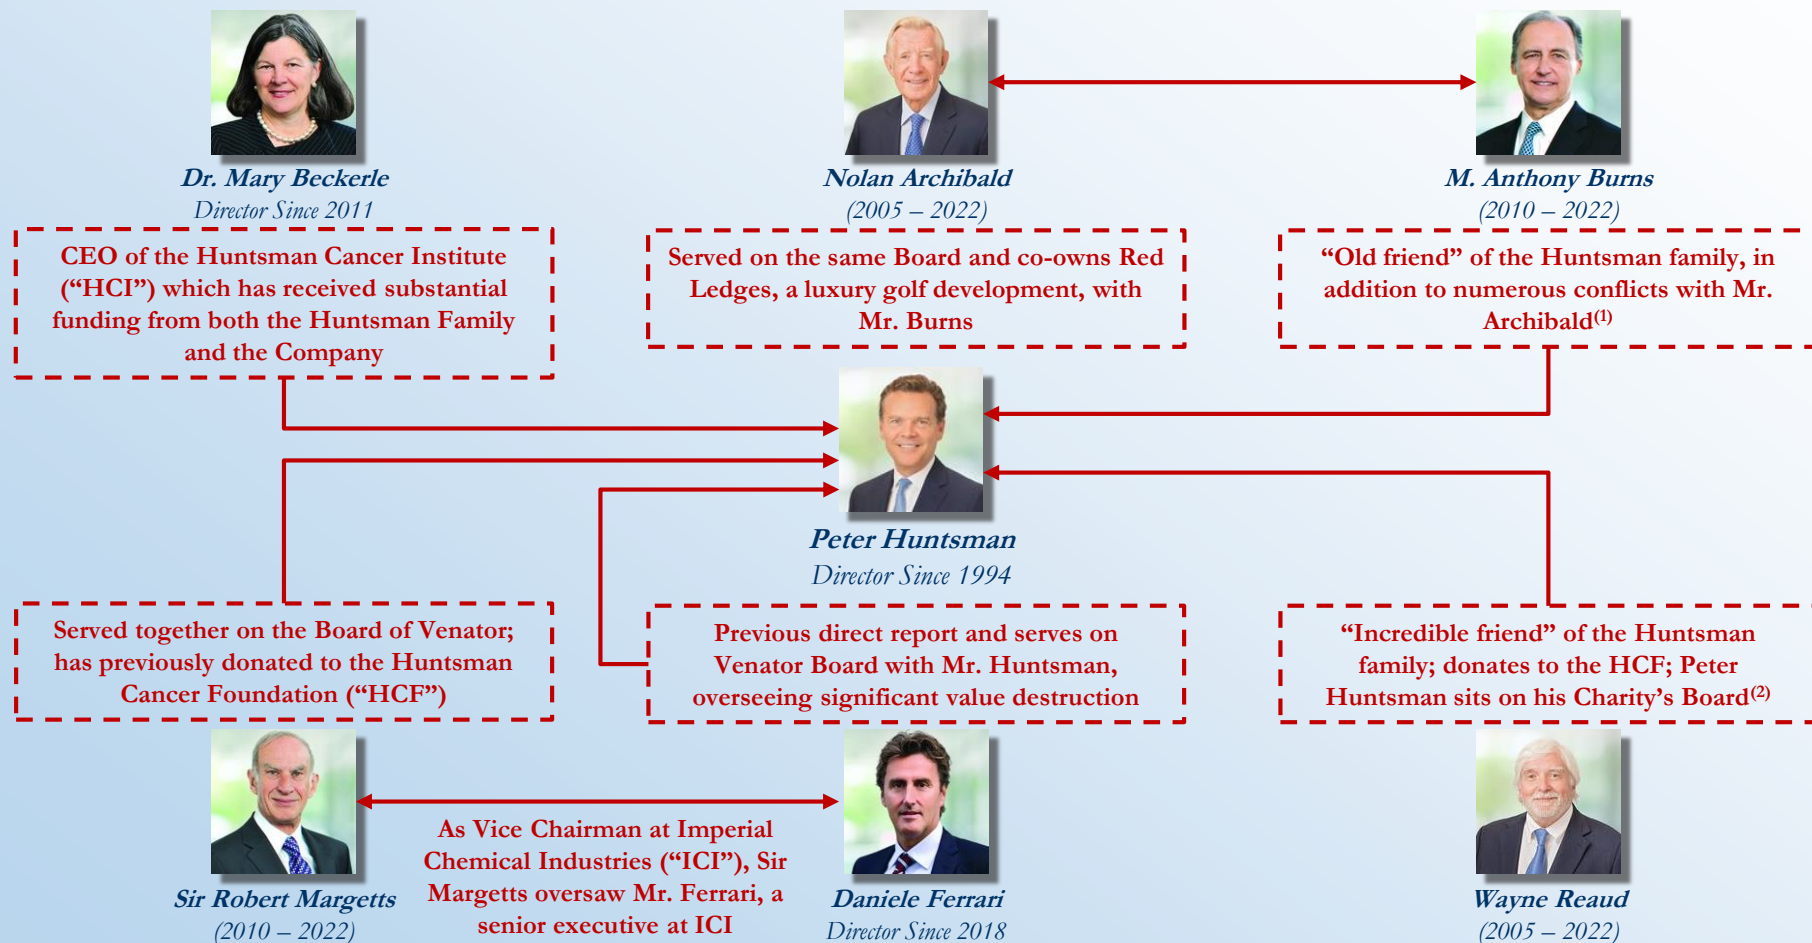 Dr. Mary Beckerle
Director Since 2011
CEO of the Huntsman Cancer Institute
(“HCI”) which has received substantial
funding from both the Huntsman Family
and the Company
Nolan Archibald
(2005 – 2022)
Served on the same Board and co-owns Red
Ledges, a luxury golf development, with
Mr. Burns
M. Anthony Burns
(2010 – 2022)
“Old friend” of the Huntsman family, in
addition to numerous conflicts with Mr.
Archibald(1)
Peter Huntsman
Director Since 1994
Served together on the Board of Venator;
has previously donated to the Huntsman
Cancer Foundation (“HCF”)
Sir Robert Margetts
(2010 – 2022)
As Vice Chairman at Imperial
Chemical Industries (“ICI”), Sir
Margetts oversaw Mr. Ferrari, a
senior executive at ICI
Previous direct report and serves on
Venator Board with Mr. Huntsman,
overseeing significant value destruction
Daniele Ferrari
Director Since 2018
“Incredible friend” of the Huntsman
family; donates to the HCF; Peter
Huntsman sits on his Charity’s Board(2)
Wayne Reaud
(2005 – 2022)